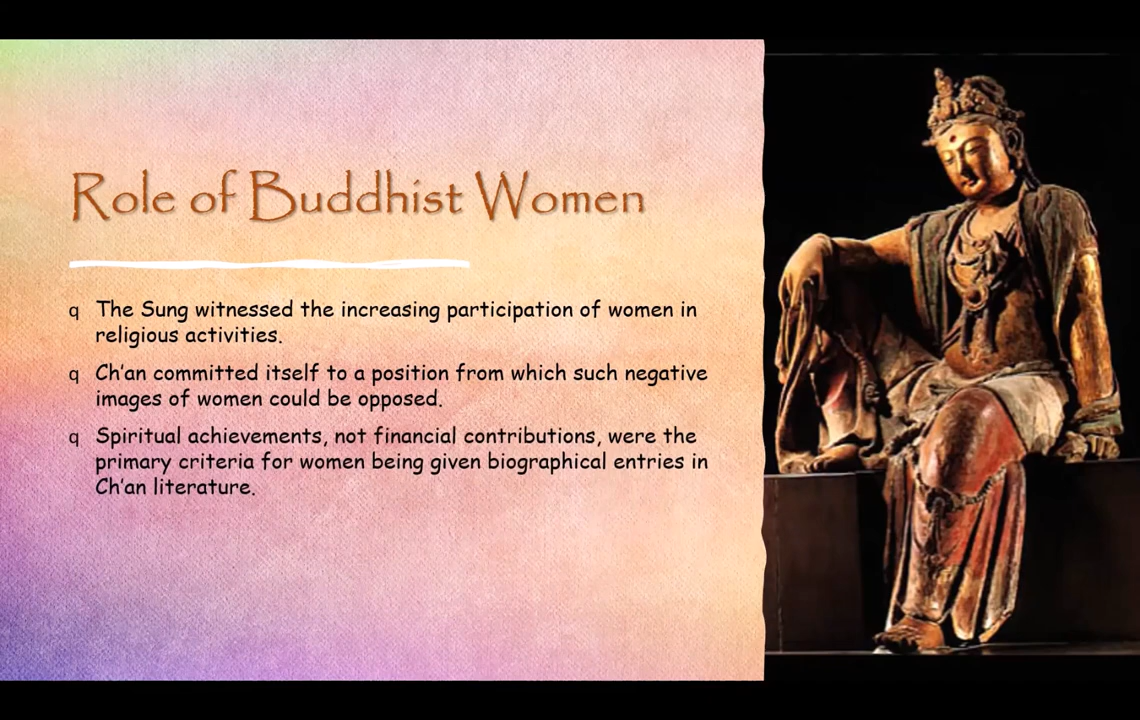 Role of Buddhist Women
q The Sung witnessed the increasing participation of women in
religious activities.
q Ch’an committed itself to a position from which such negative
images of women could be opposed.
q Spiritual achievements, not financial contributions, were the
primary criteria for women being given biographical entries in
Ch’an literature.